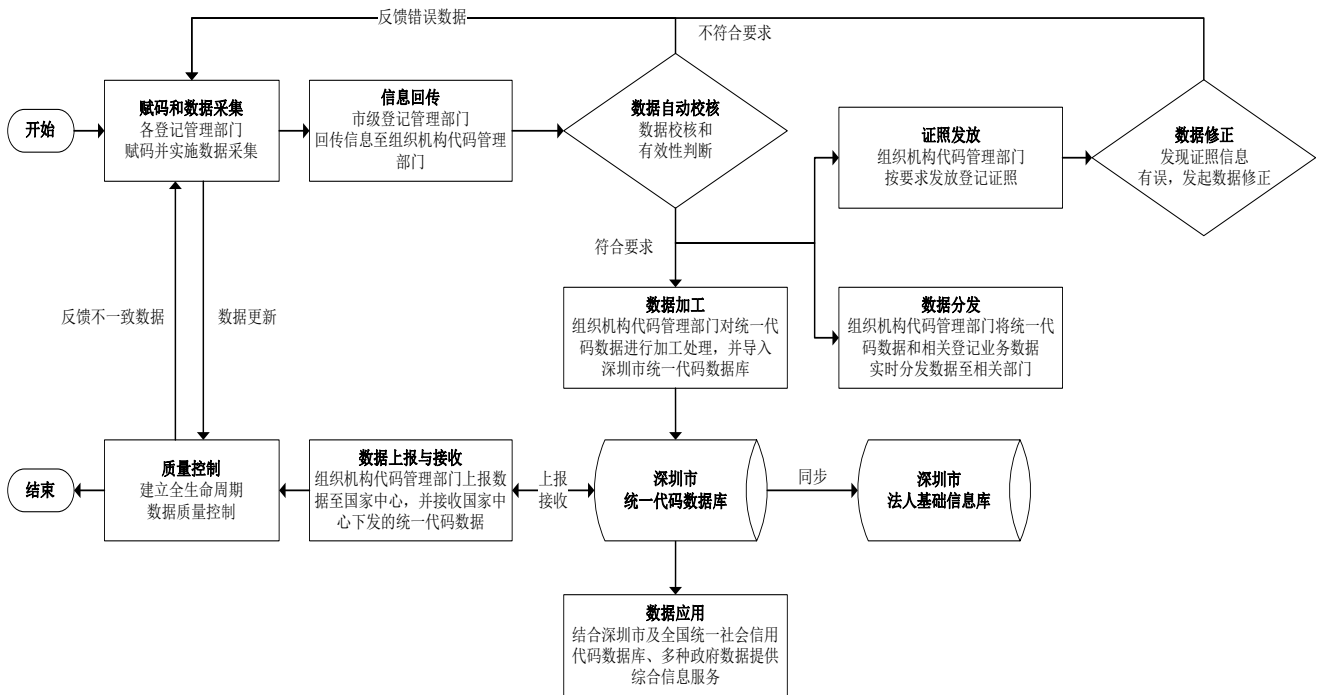 反馈错误数据
不符合要求
开始
赋码和数据采集
各登记管理部门
赋码并实施数据采集
信息回传
市级登记管理部门
回传信息至组织机构代码管理
部门
数据自动校核
数据校核和
有效性判断
证照发放
组织机构代码管理部门
按要求发放登记证照
数据修正
发现证照信息
有误，发起数据修正
符合要求
反馈不一致数据
数据更新
数据加工
组织机构代码管理部门对统一代
码数据进行加工处理，并导入
深圳市统一代码数据库
数据分发
组织机构代码管理部门将统一代
码数据和相关登记业务数据
实时分发数据至相关部门
结束
质量控制
建立全生命周期
数据质量控制
数据上报与接收
组织机构代码管理部门上报数
据至国家中心，并接收国家中
心下发的统一代码数据
上报
接收
深圳市
统一代码数据库
同步
深圳市
法人基础信息库
数据应用
结合深圳市及全国统一社会信用
代码数据库、多种政府数据提供
综合信息服务